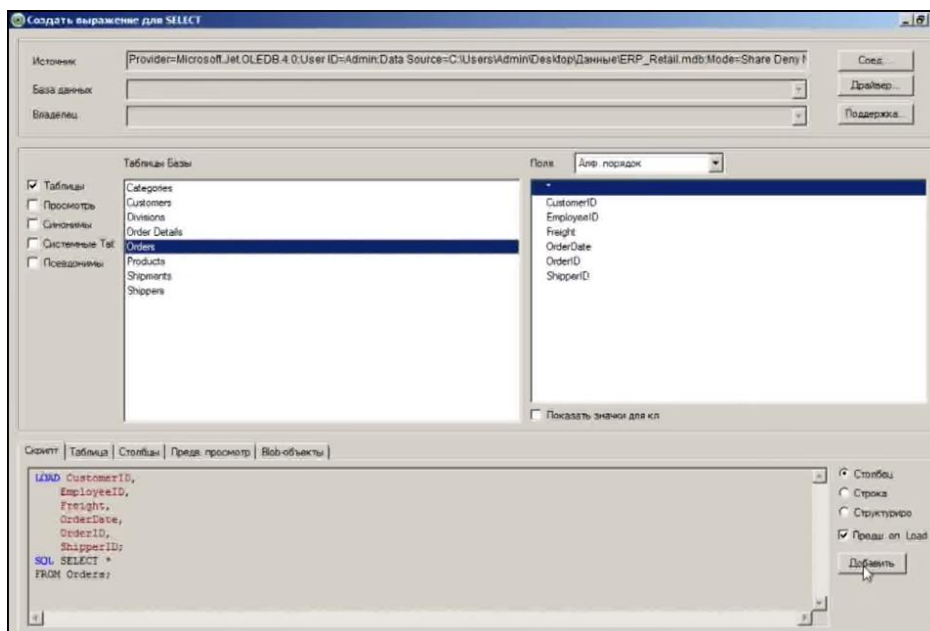 Создать выражение для SELECT
Источник
Provider=Microsoft.Jet.OLEDB.4.0;User ID=Admin;Data Source=C:\Users\Admin\Desktop\Данные\ERP_Retail.mdb;Mode=Share Deny N
Соед. ...
База данных
Драйвер...
Владелец
Поддержка...
Таблицы Базы
Поля
Алф. порядок
Таблицы
Просмотры
Синонимы
Системные Таб
Псевдонимы
Categories
Customers
Divisions
Order Details
Orders
Products
Shipments
Shippers
*
CustomerID
EmployeeID
Freight
OrderDate
OrderID
ShipperID
Показать значки для кл
Скрипт
Таблица
Столбцы
Предв. просмотр
Blob-объекты
LOAD CustomerID,
EmployeeID,
Freight,
OrderDate,
OrderID,
ShipperID;
SQL SELECT *
FROM Orders;
Столбец
Строка
Структуриро
Предш. оп. Load
Добавить